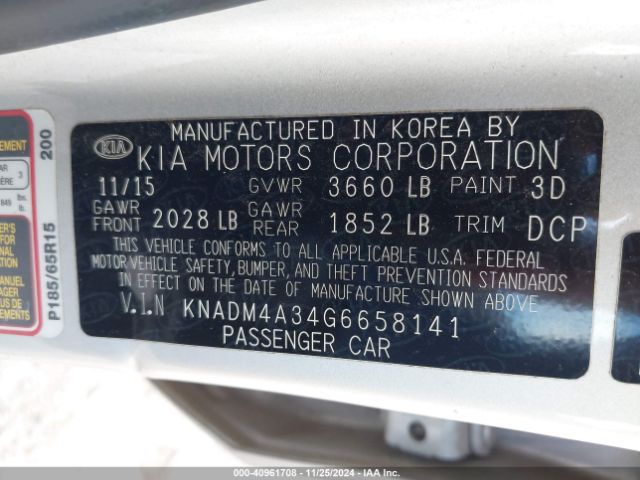 MANUFACTURED IN KOREA BY
KIA KIA MOTORS CORPORATION
11/15 GVWR 3660 LB PAINT 3D
GAWR FRONT 2028 LB GAWR REAR 1852 LB TRIM DCP
THIS VEHICLE CONFORMS TO ALL APPLICABLE U.S.A. FEDERAL
MOTOR VEHICLE SAFETY, BUMPER, AND THEFT PREVENTION STANDARDS
IN EFFECT ON THE DATE OF MANUFACTURE SHOWN ABOVE
V.I.N KNADM4A34G6658141
PASSENGER CAR
P185/65R15 200
000-40961708 - 11/25/2024 - IAA Inc.